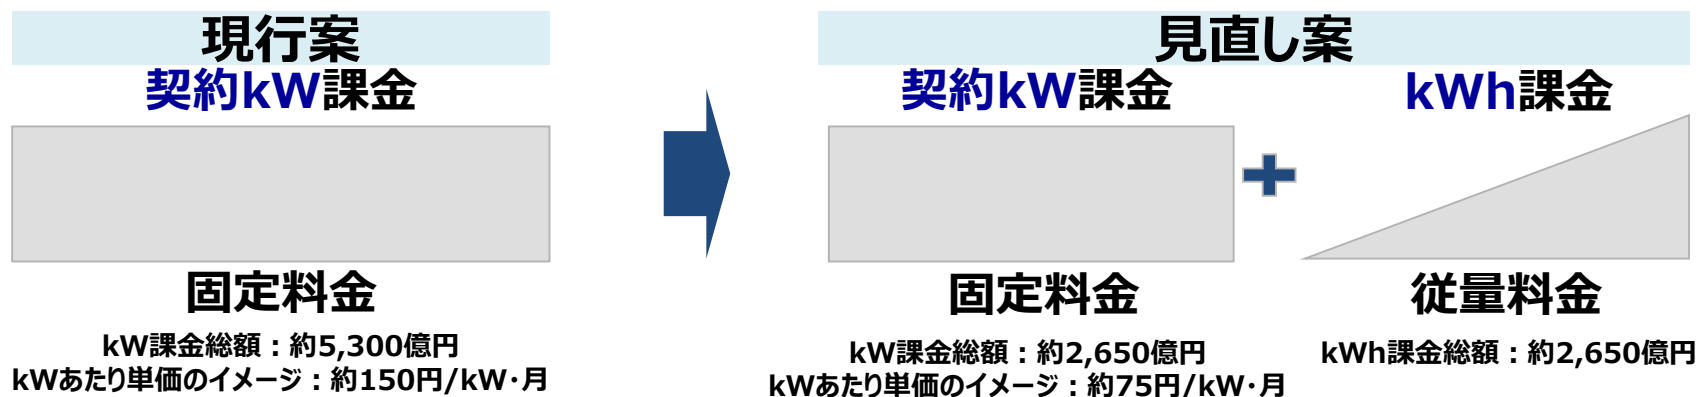 現行案
契約kW課金
固定料金
kW課金総額：約5,300億円
kWあたり単価のイメージ：約150円/kW・月
見直し案
契約kW課金
固定料金
kW課金総額：約2,650億円
kWあたり単価のイメージ：約75円/kW・月
kWh課金
従量料金
kWh課金総額：約2,650億円